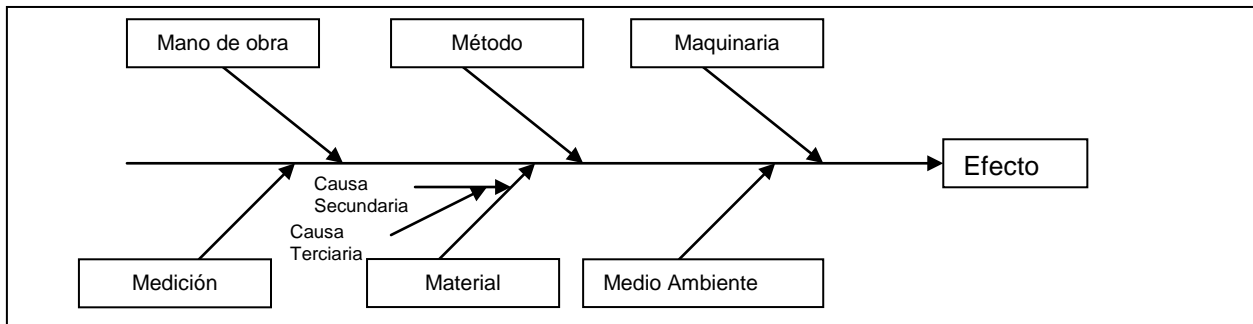 Mano de obra
Método
Maquinaria
Efecto
Causa
Secundaria
Causa
Terciaria
Medición
Material
Medio Ambiente